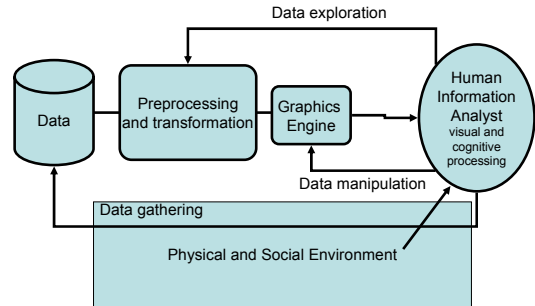 Data exploration
Data
Preprocessing
and transformation
Graphics
Engine
Human
Information
Analyst
visual and
cognitive
processing
Data manipulation
Data gathering
Physical and Social Environment